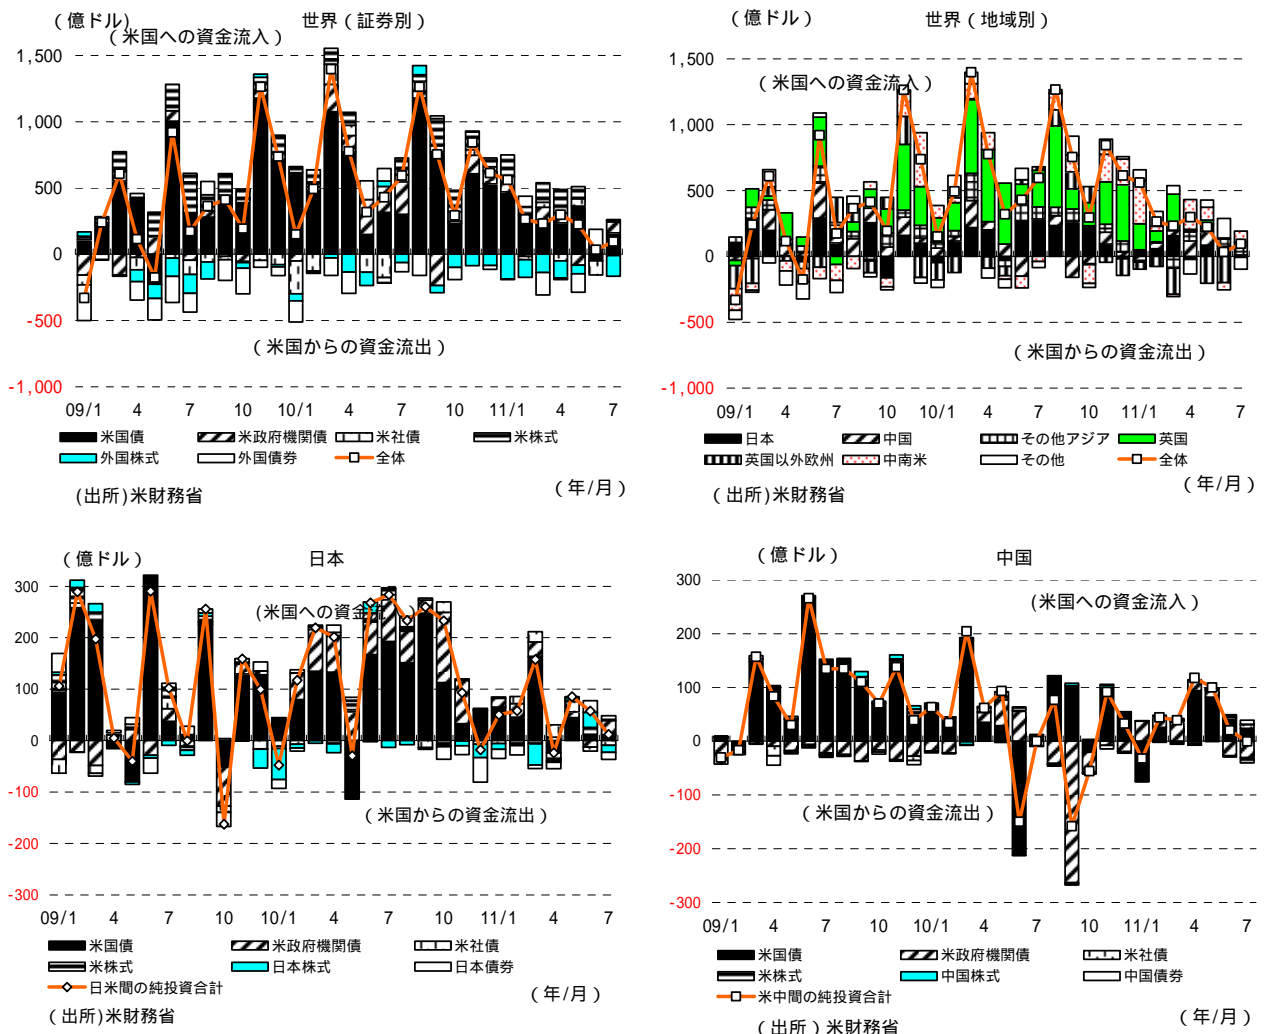 （億ドル）
世界（証券別）
（米国への資金流入）
1,500
1,000
500
0
-500
-1,000
（米国からの資金流出）
09/1 4 7 10 10/1 4 7 10 11/1 4 7
米国債 米政府機関債 米社債 米株式
外国株式 外国債券 全体
(出所)米財務省
（年/月）
（億ドル）
世界（地域別）
（米国への資金流入）
1,500
1,000
500
0
-500
-1,000
（米国からの資金流出）
09/1 4 7 10 10/1 4 7 10 11/1 4 7
日本 中国 その他アジア 英国
英国以外欧州 中南米 その他 全体
(出所)米財務省
（年/月）
（億ドル）
日本
(米国への資金流入）
300
200
100
0
-100
-200
-300
（米国からの資金流出）
09/1 4 7 10 10/1 4 7 10 11/1 4 7
米国債 米政府機関債 米社債
米株式 日本株式 日本債券
日米間の純投資合計
（年/月）
（出所)米財務省
（億ドル）
中国
(米国への資金流入）
300
200
100
0
-100
-200
-300
（米国からの資金流出）
09/1 4 7 10 10/1 4 7 10 11/1 4 7
米国債 米政府機関債 米社債
米株式 中国株式 中国債券
米中間の純投資合計
（年/月）
（出所）米財務省